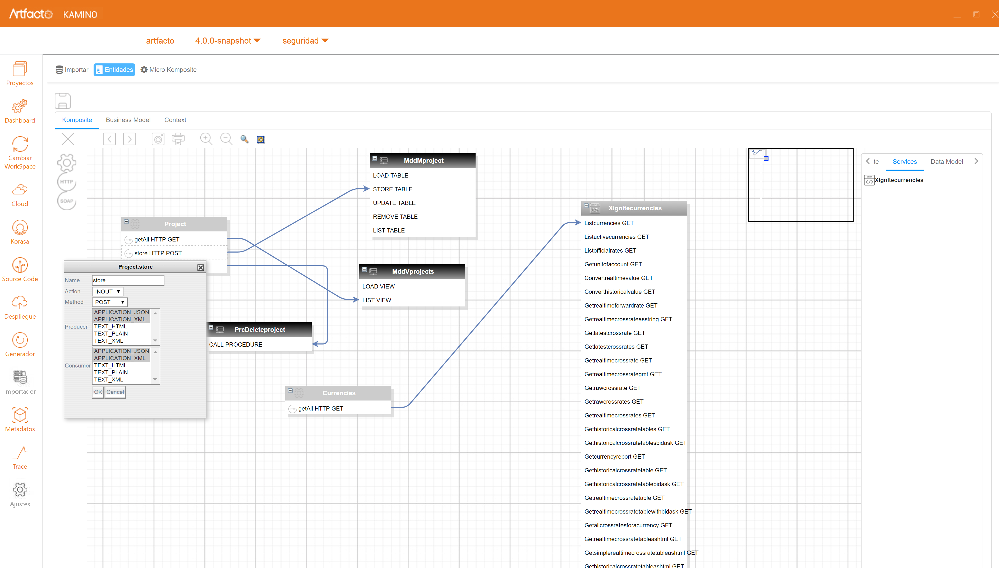 Artfacto KAMINO
artfacto 4.0.0-snapshot seguridad
Proyectos
Dashboard
Cambiar
WorkSpace
Cloud
Korasa
Source Code
Despliegue
Generador
Importador
Metadatos
Trace
Ajustes
Importar Entidades Micro Komposite
Komposite Business Model Context
HTTP
SOAP
Project
HTTP getAll HTTP GET
HTTP store HTTP POST
Project.store
Name store
Action INOUT
Method POST
Producer
APPLICATION_JSON
APPLICATION_XML
TEXT_HTML
TEXT_PLAIN
TEXT_XML
Consumer
APPLICATION_JSON
APPLICATION_XML
TEXT_HTML
TEXT_PLAIN
TEXT_XML
OK Cancel
MddMproject
LOAD TABLE
STORE TABLE
UPDATE TABLE
REMOVE TABLE
LIST TABLE
MddVprojects
LOAD VIEW
LIST VIEW
PrcDeleteproject
CALL PROCEDURE
Currencies
HTTP getAll HTTP GET
Xignitecurrencies
Listcurrencies GET
Listactivecurrencies GET
Listofficialrates GET
Getunitofaccount GET
Convertrealtimevalue GET
Converthistoricalvalue GET
Getrealtimeforwardrate GET
Getrealtimecrossrateasstring GET
Getlatestcrossrate GET
Getlatestcrossrates GET
Getrealtimecrossrate GET
Getrealtimecrossrategmt GET
Getrawcrossrate GET
Getrawcrossrates GET
Getrealtimecrossrates GET
Gethistoricalcrossratetables GET
Gethistoricalcrossratetablesbidask GET
Getcurrencyreport GET
Gethistoricalcrossratetable GET
Gethistoricalcrossratetablebidask GET
Getrealtimecrossratetable GET
Getrealtimecrossratetablewithbidask GET
Getallcrossratesforacurrency GET
Getrealtimecrossratetableashtml GET
Getsimplerealtimecrossratetableashtml GET
Gethistoricalcrossratetableashtml GET
te Services Data Model
SOAP
Xignitecurrencies